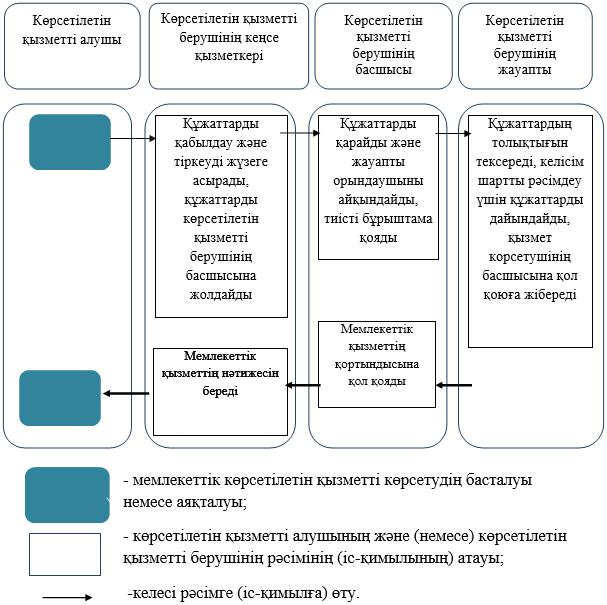 Көрсетілетін
қызметті алушы
Көрсетілетін қызметті
берушінің кеңсе
қызметкері
Көрсетілетін
қызметті
берушінің
басшысы
Көрсетілетін
қызметті
берушінің
жауапты
Құжаттарды
қабылдау және
тіркеуді жүзеге
асырады,
құжаттарды
көрсетілетін
қызметті
берушінің
басшысына
жолдайды
Құжаттарды
қарайды және
жауапты
орындаушыны
айқындайды,
тиісті бұрыштама
қояды
Құжаттардың
толықтығын
тексереді, келісім
шартты рәсімдеу
үшін құжаттарды
дайындайды,
қызмет
корсетушінің
басшысына қол
қоюға жібереді
Мемлекеттік
қызметтің
қортындысына
қол қояды
Мемлекеттік
қызметтің нәтижесін
береді
- мемлекеттік көрсетілетін қызметті көрсетудің басталуы
немесе аяқталуы;
- көрсетілетін қызметті алушының және (немесе) көрсетілетін
қызметті берушінің рәсімінің (іс-қимылының) атауы;
-келесі рәсімге (іс-қимылға) өту.